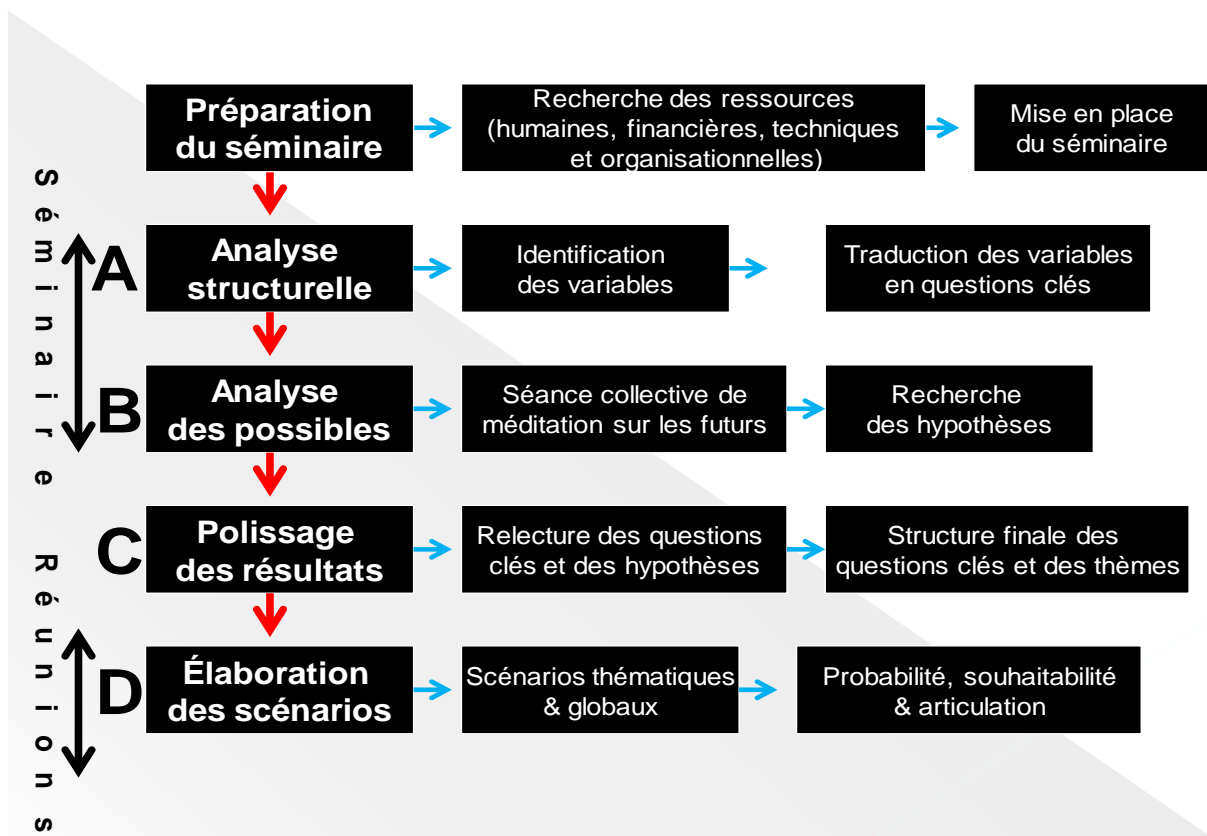 Préparation
du séminaire
Recherche des ressources
(humaines, financières, techniques
et organisationnelles)
Mise en place
du séminaire
Séminaire
A
Analyse
structurelle
Identification
des variables
Traduction des variables
en questions clés
B
Analyse
des possibles
Séance collective de
méditation sur les futurs
Recherche
des hypothèses
Réunions
C
Polissage
des résultats
Relecture des questions
clés et des hypothèses
Structure finale des
questions clés et des thèmes
D
Élaboration
des scénarios
Scénarios thématiques
& globaux
Probabilité, souhaitabilité
& articulation